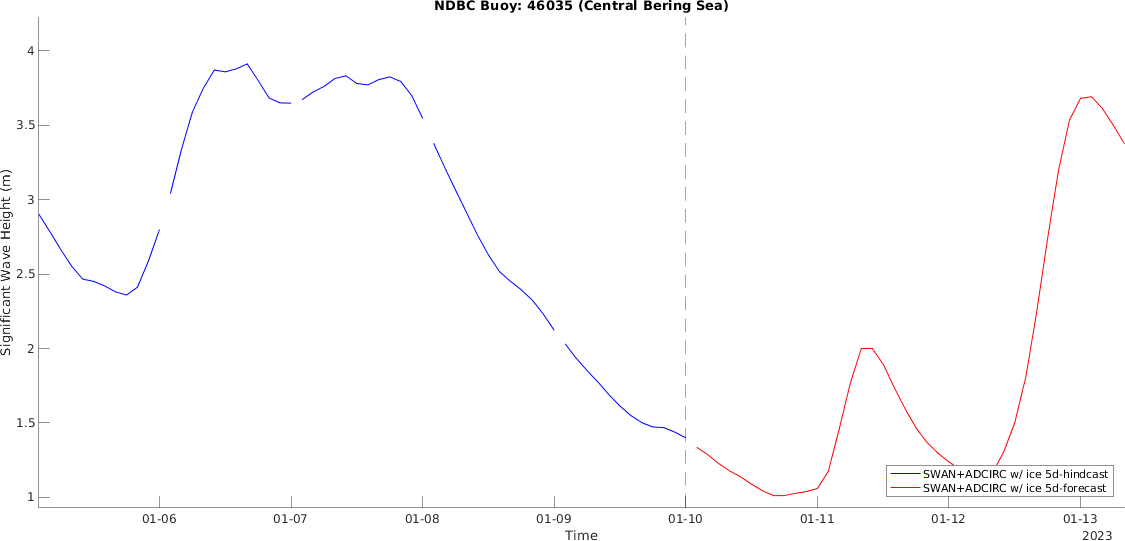 NDBC Buoy: 46035 (Central Bering Sea)
Significant Wave Height (m)
4
3.5
3
2.5
2
1.5
1
SWAN+ADCIRC w/ ice 5d-hindcast
SWAN+ADCIRC w/ ice 5d-forecast
01-06 01-07 01-08 01-09 01-10 01-11 01-12 01-13
Time
2023